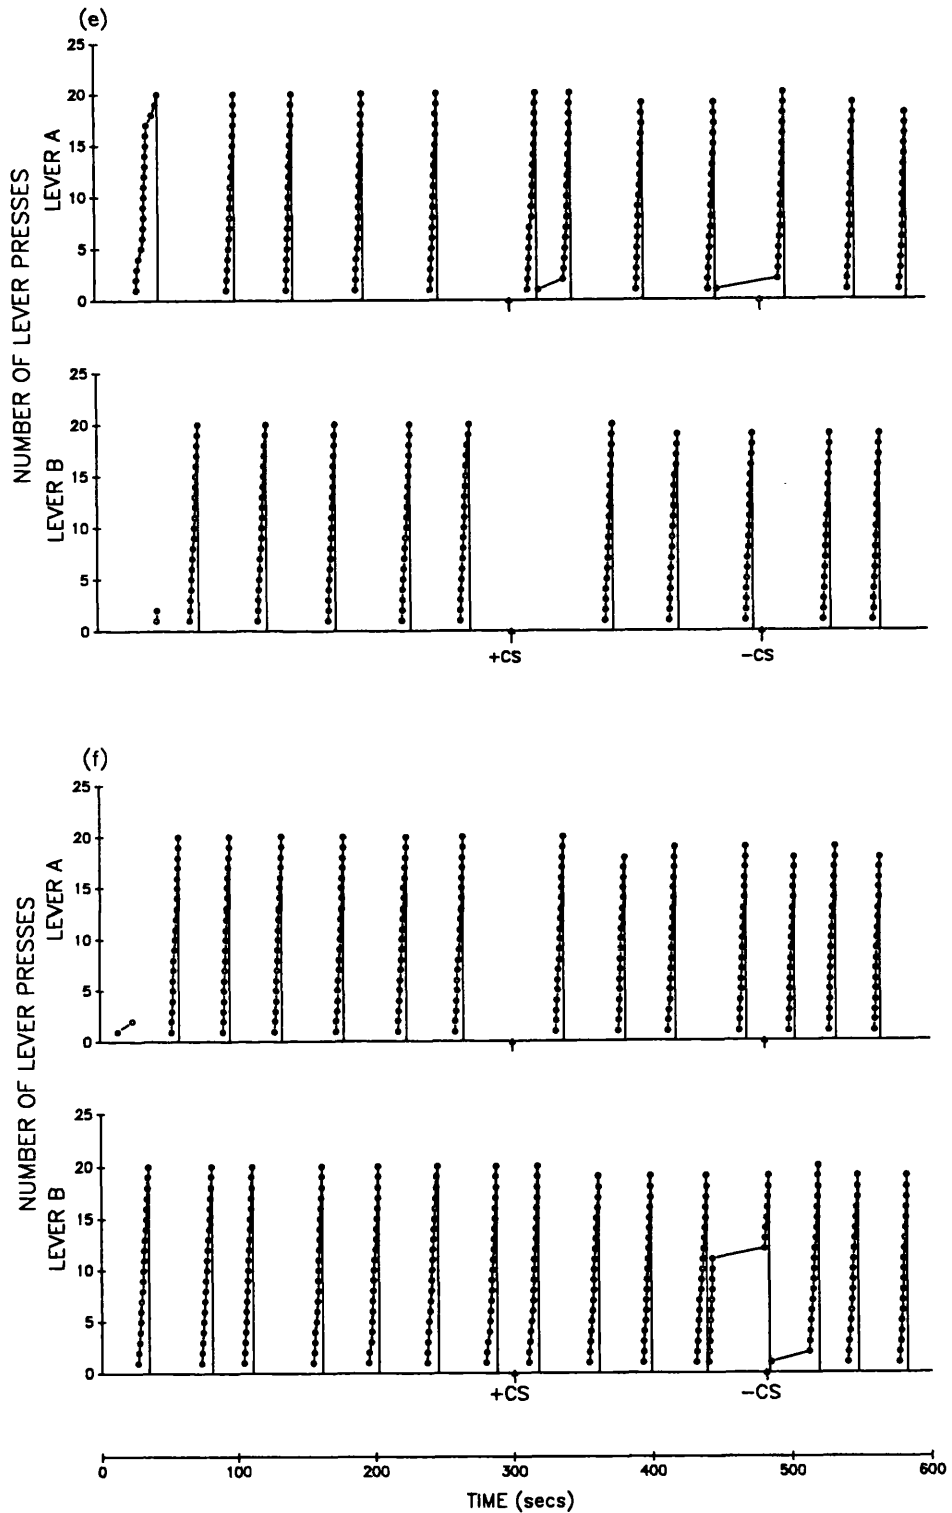 (e)
25
20
15
10
5
0
LEVER A
NUMBER OF LEVER PRESSES
25
20
15
10
5
0
LEVER B
+CS
−CS
(f)
25
20
15
10
5
0
LEVER A
NUMBER OF LEVER PRESSES
25
20
15
10
5
0
LEVER B
+CS
−CS
0 100 200 300 400 500 600
TIME (secs)